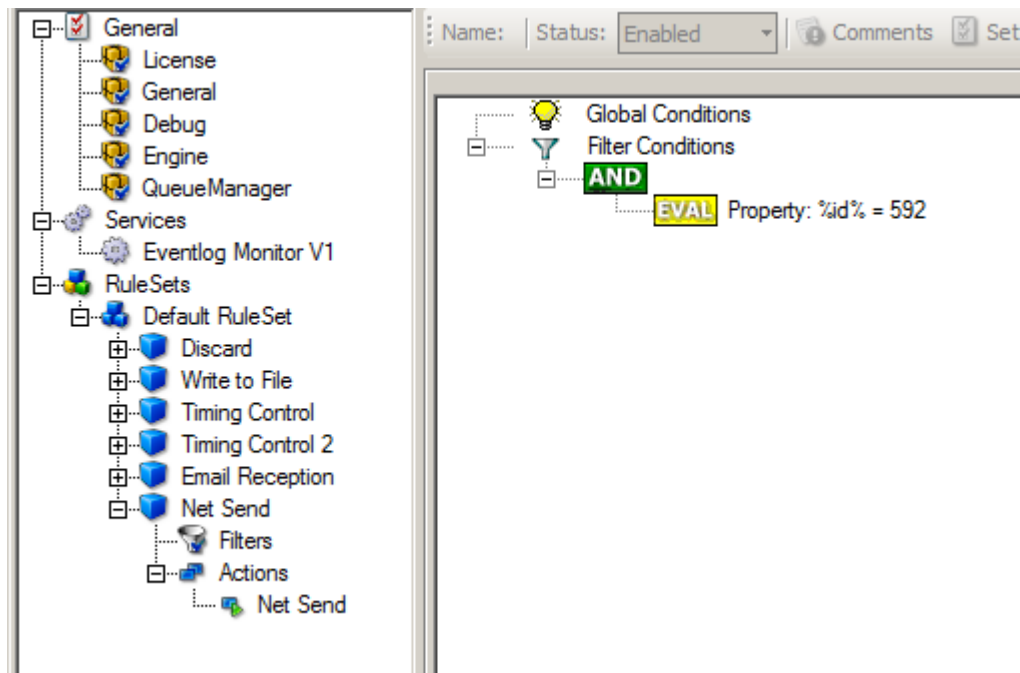 General
License
General
Debug
Engine
QueueManager
Services
Eventlog Monitor V1
RuleSets
Default RuleSet
Discard
Write to File
Timing Control
Timing Control 2
Email Reception
Net Send
Filters
Actions
Net Send
Name: Status: Enabled Comments Set
Global Conditions
Filter Conditions
AND
EVAL Property: %id% = 592